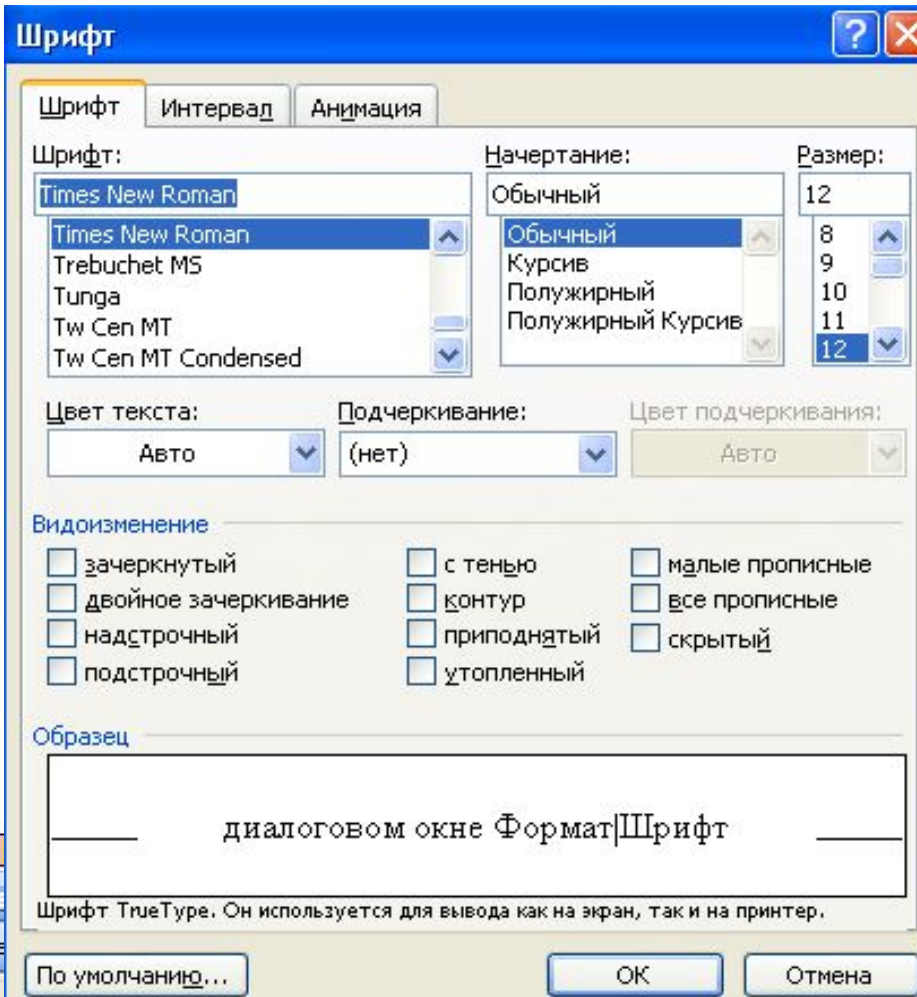 Шрифт
Шрифт Интервал Анимация
Шрифт: Начертание: Размер:
Times New Roman Обычный 12
Times New Roman Обычный 8
Trebuchet MS Курсив 9
Tunga Полужирный 10
Tw Cen MT Полужирный Курсив 11
Tw Cen MT Condensed 12
Цвет текста: Подчеркивание: Цвет подчеркивания:
Авто (нет) Авто
Видоизменение
зачеркнутый с тенью малые прописные
двойное зачеркивание контур все прописные
надстрочный приподнятый скрытый
подстрочный утопленный
Образец
диалоговом окне Формат|Шрифт
Шрифт TrueType. Он используется для вывода как на экран, так и на принтер.
По умолчанию... ОК Отмена